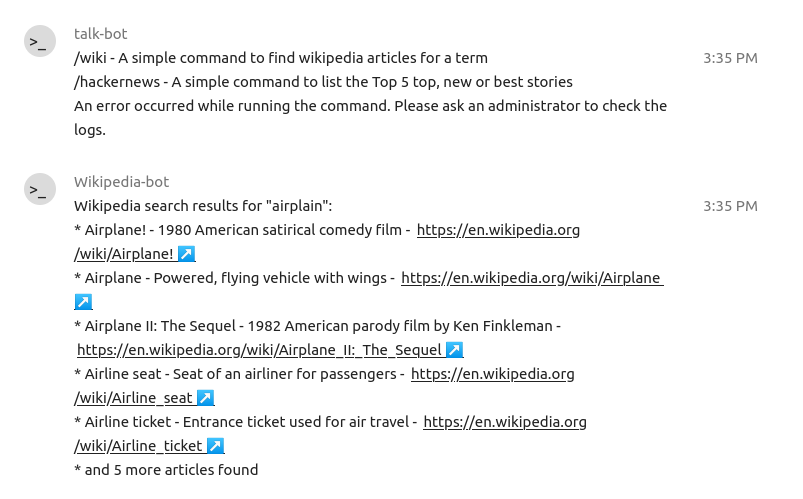 talk-bot
/wiki - A simple command to find wikipedia articles for a term 3:35 PM
/hackernews - A simple command to list the Top 5 top, new or best stories
An error occurred while running the command. Please ask an administrator to check the
logs.
>_
Wikipedia-bot
Wikipedia search results for "airplain": 3:35 PM
* Airplane! - 1980 American satirical comedy film - https://en.wikipedia.org
/wiki/Airplane! ↗
* Airplane - Powered, flying vehicle with wings - https://en.wikipedia.org/wiki/Airplane
↗
* Airplane II: The Sequel - 1982 American parody film by Ken Finkleman -
https://en.wikipedia.org/wiki/Airplane_II:_The_Sequel ↗
* Airline seat - Seat of an airliner for passengers - https://en.wikipedia.org
/wiki/Airline_seat ↗
* Airline ticket - Entrance ticket used for air travel - https://en.wikipedia.org
/wiki/Airline_ticket ↗
* and 5 more articles found
>_